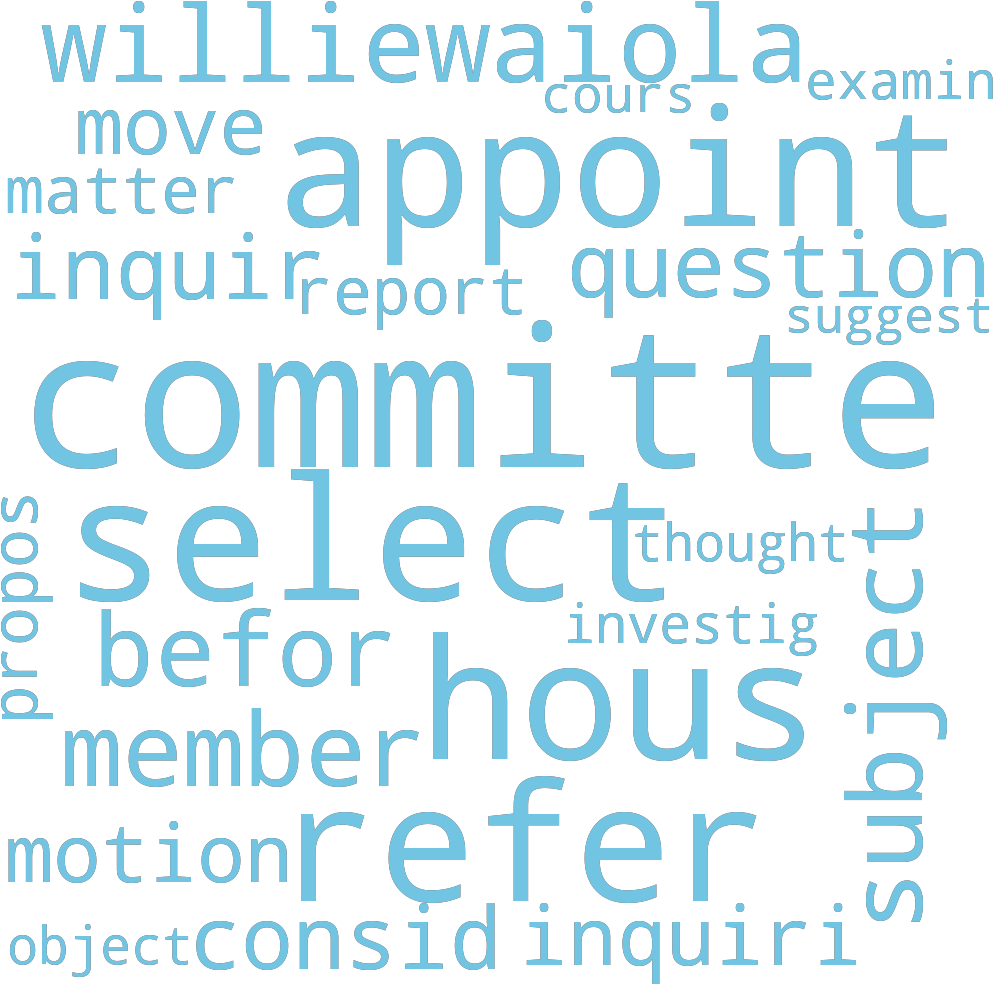 williewaiola
cours
examin
move
appoint
matter
inquir
question
report
suggest
committe
select
propos
thought
subject
befor
investig
hous
member
refer
motion
object
consid
inquiri